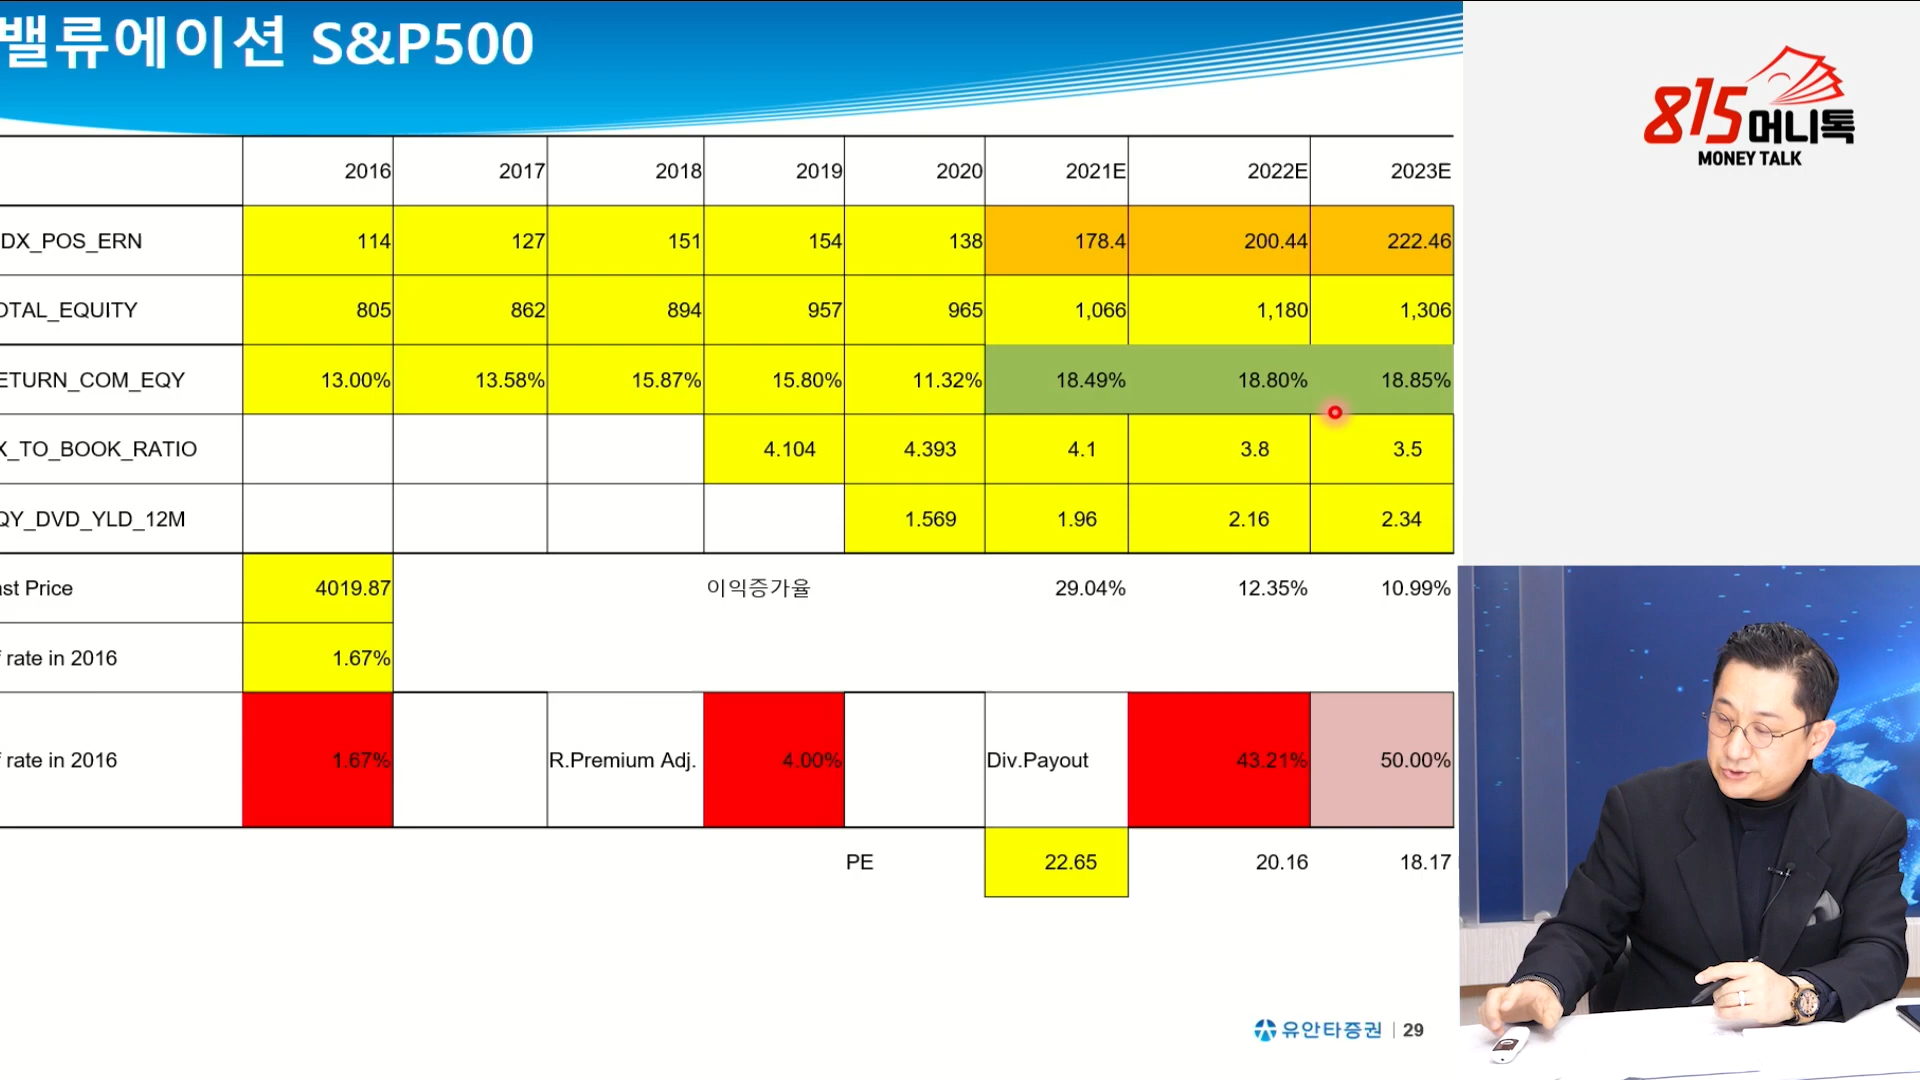 밸류에이션 S&P500
815머니톡
MONEY TALK
2016 2017 2018 2019 2020 2021E 2022E 2023E
DX_POS_ERN 114 127 151 154 138 178.4 200.44 222.46
OTAL_EQUITY 805 862 894 957 965 1,066 1,180 1,306
ETURN_COM_EQY 13.00% 13.58% 15.87% 15.80% 11.32% 18.49% 18.80% 18.85%
X_TO_BOOK_RATIO 4.104 4.393 4.1 3.8 3.5
QY_DVD_YLD_12M 1.569 1.96 2.16 2.34
st Price 4019.87 이익증가율 29.04% 12.35% 10.99%
rate in 2016 1.67%
rate in 2016 1.67% R.Premium Adj. 4.00% Div.Payout 43.21% 50.00%
PE 22.65 20.16 18.17
유안타증권 | 29